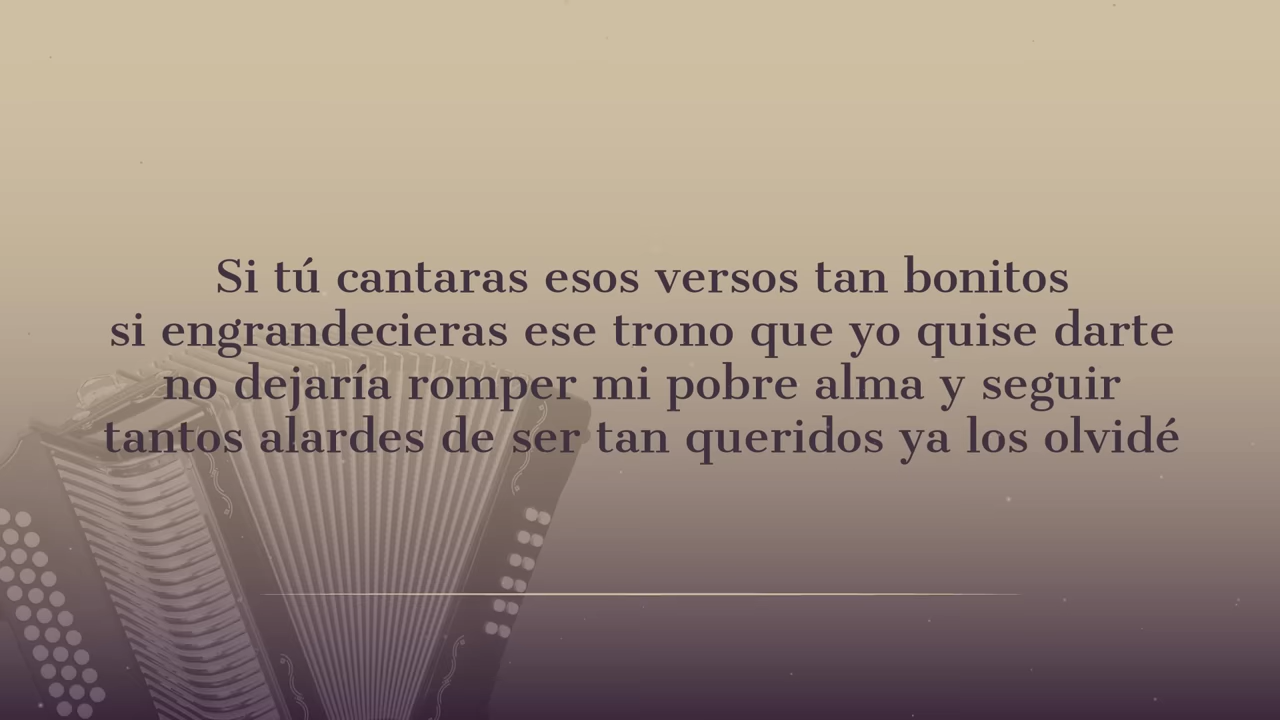 Si tú cantaras esos versos tan bonitos
si engrandecieras ese trono que yo quise darte
no dejaría romper mi pobre alma y seguir
tantos alardes de ser tan queridos ya los olvidé